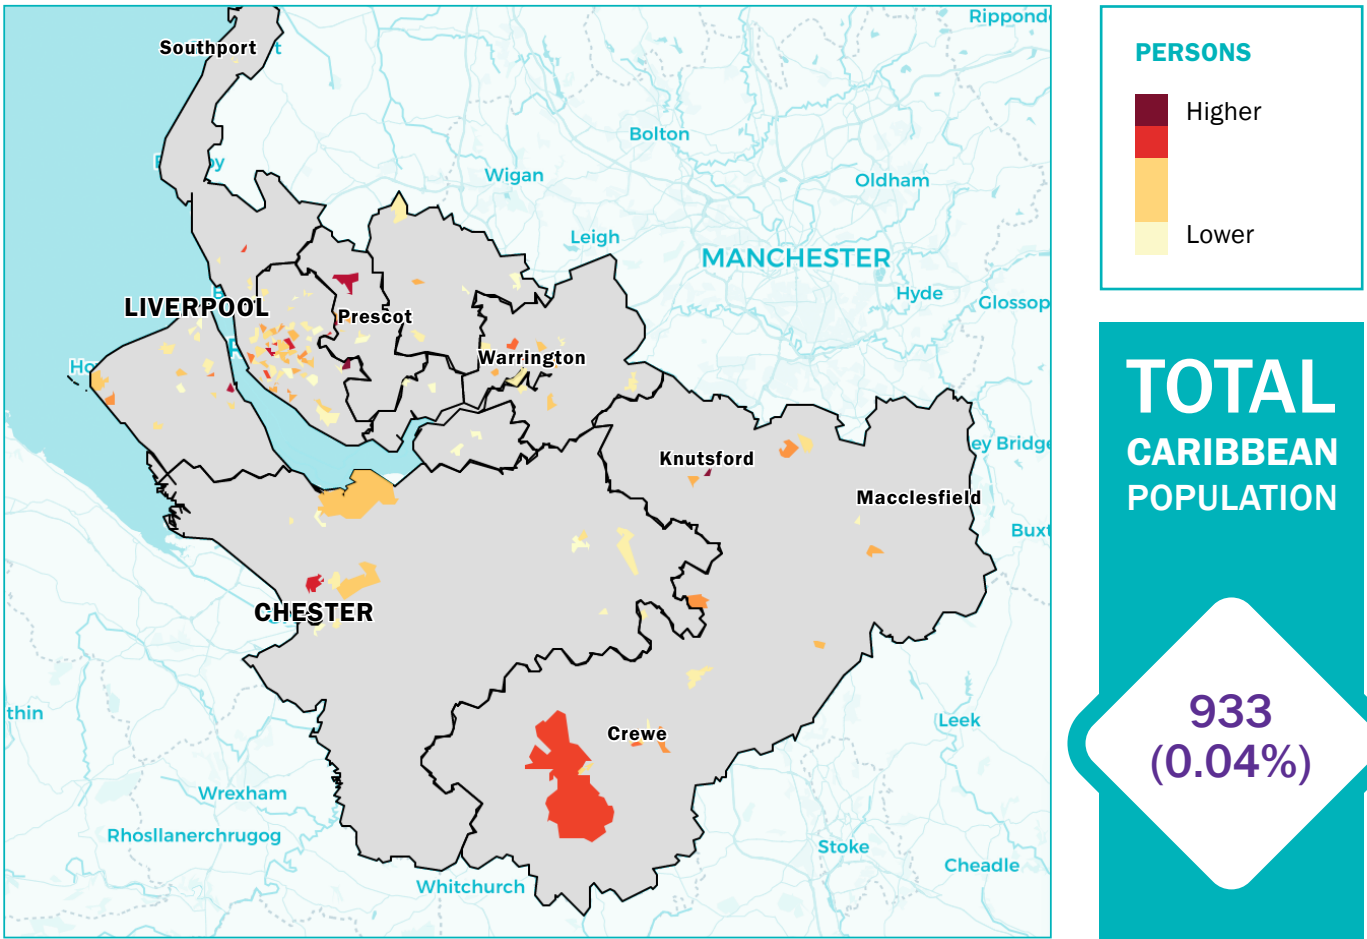 Southport
Bolton
Wigan
Oldham
Leigh
MANCHESTER
Hyde
Glossop
LIVERPOOL
Prescot
Warrington
Knutsford
Macclesfield
CHESTER
Crewe
Leek
Wrexham
Rhosllanerchrugog
Stoke
Cheadle
Whitchurch
PERSONS
Higher
Lower
TOTAL
CARIBBEAN
POPULATION
933
(0.04%)